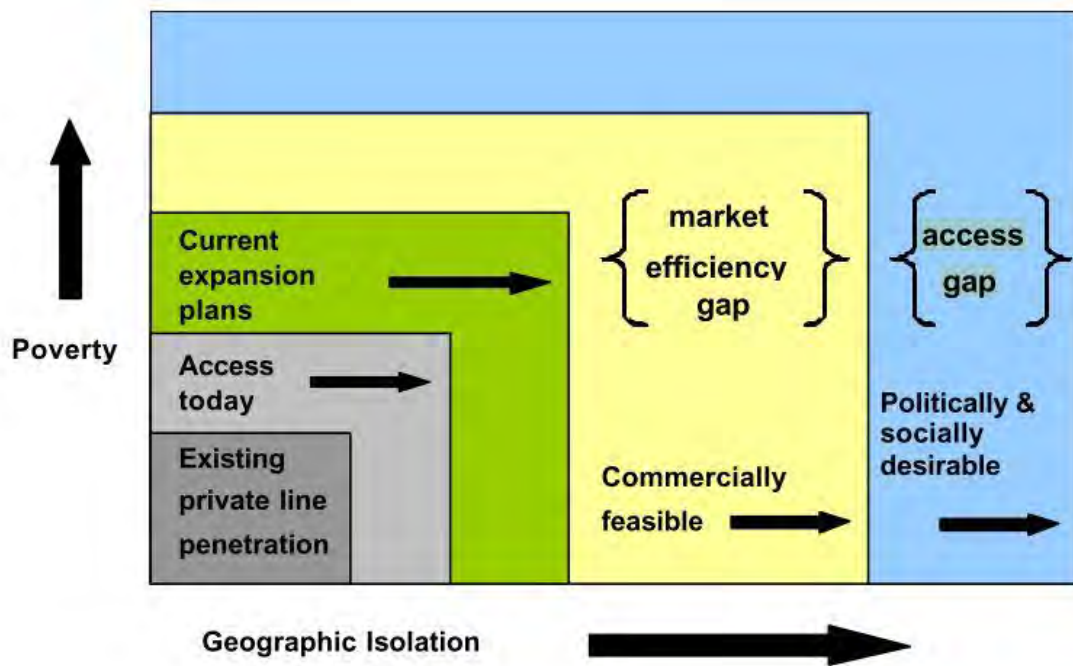 Poverty
Current
expansion
plans
Access
today
Existing
private line
penetration
market
efficiency
gap
Commercially
feasible
access
gap
Politically &
socially
desirable
Geographic Isolation